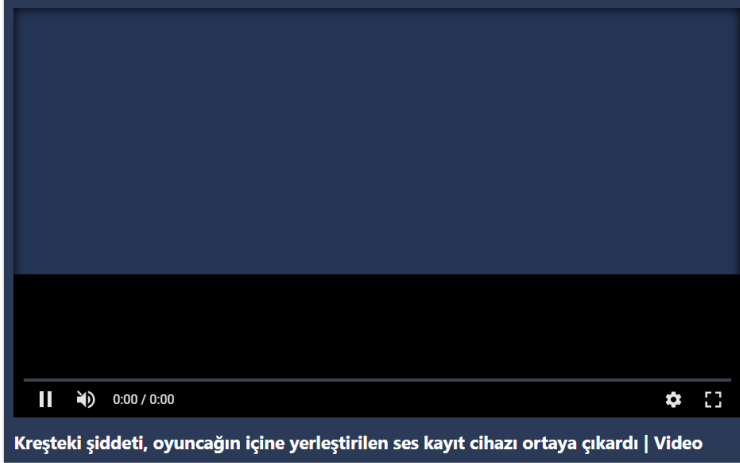 0:00 / 0:00
Kreşteki şiddeti, oyuncağın içine yerleştirilen ses kayıt cihazı ortaya çıkardı | Video